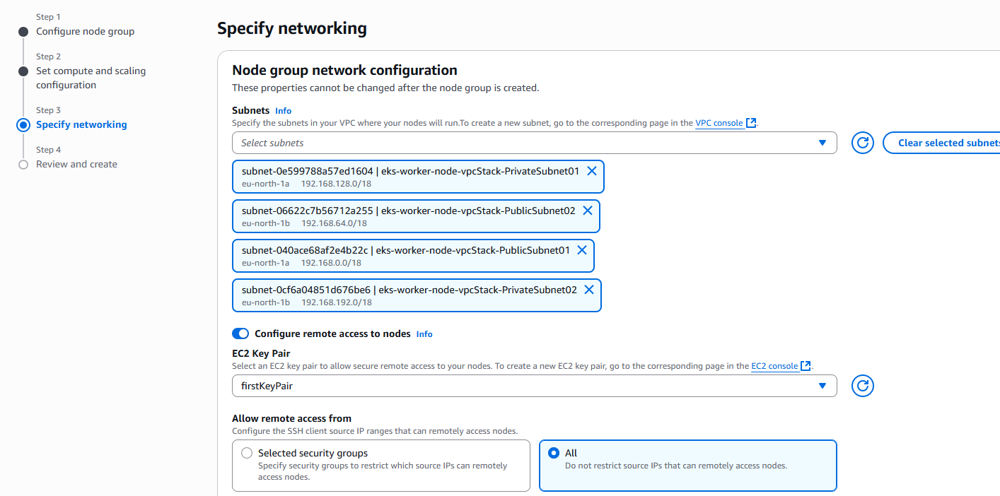 Step 1
Configure node group
Step 2
Set compute and scaling
configuration
Step 3
Specify networking
Step 4
Review and create
Specify networking
Node group network configuration
These properties cannot be changed after the node group is created.
Subnets Info
Specify the subnets in your VPC where your nodes will run.To create a new subnet, go to the corresponding page in the VPC console.
Select subnets
Clear selected subnets
subnet-0e599788a57ed1604 | eks-worker-node-vpcStack-PrivateSubnet01
eu-north-1a 192.168.128.0/18
subnet-06622c7b56712a255 | eks-worker-node-vpcStack-PublicSubnet02
eu-north-1b 192.168.64.0/18
subnet-040ace68af2e4b22c | eks-worker-node-vpcStack-PublicSubnet01
eu-north-1a 192.168.0.0/18
subnet-0cf6a04851d676be6 | eks-worker-node-vpcStack-PrivateSubnet02
eu-north-1b 192.168.192.0/18
Configure remote access to nodes Info
EC2 Key Pair
Select an EC2 key pair to allow secure remote access to your nodes. To create a new EC2 key pair, go to the corresponding page in the EC2 console.
firstKeyPair
Allow remote access from
Configure the SSH client source IP ranges that can remotely access nodes.
Selected security groups
Specify security groups to restrict which source IPs can remotely
access nodes.
All
Do not restrict source IPs that can remotely access nodes.